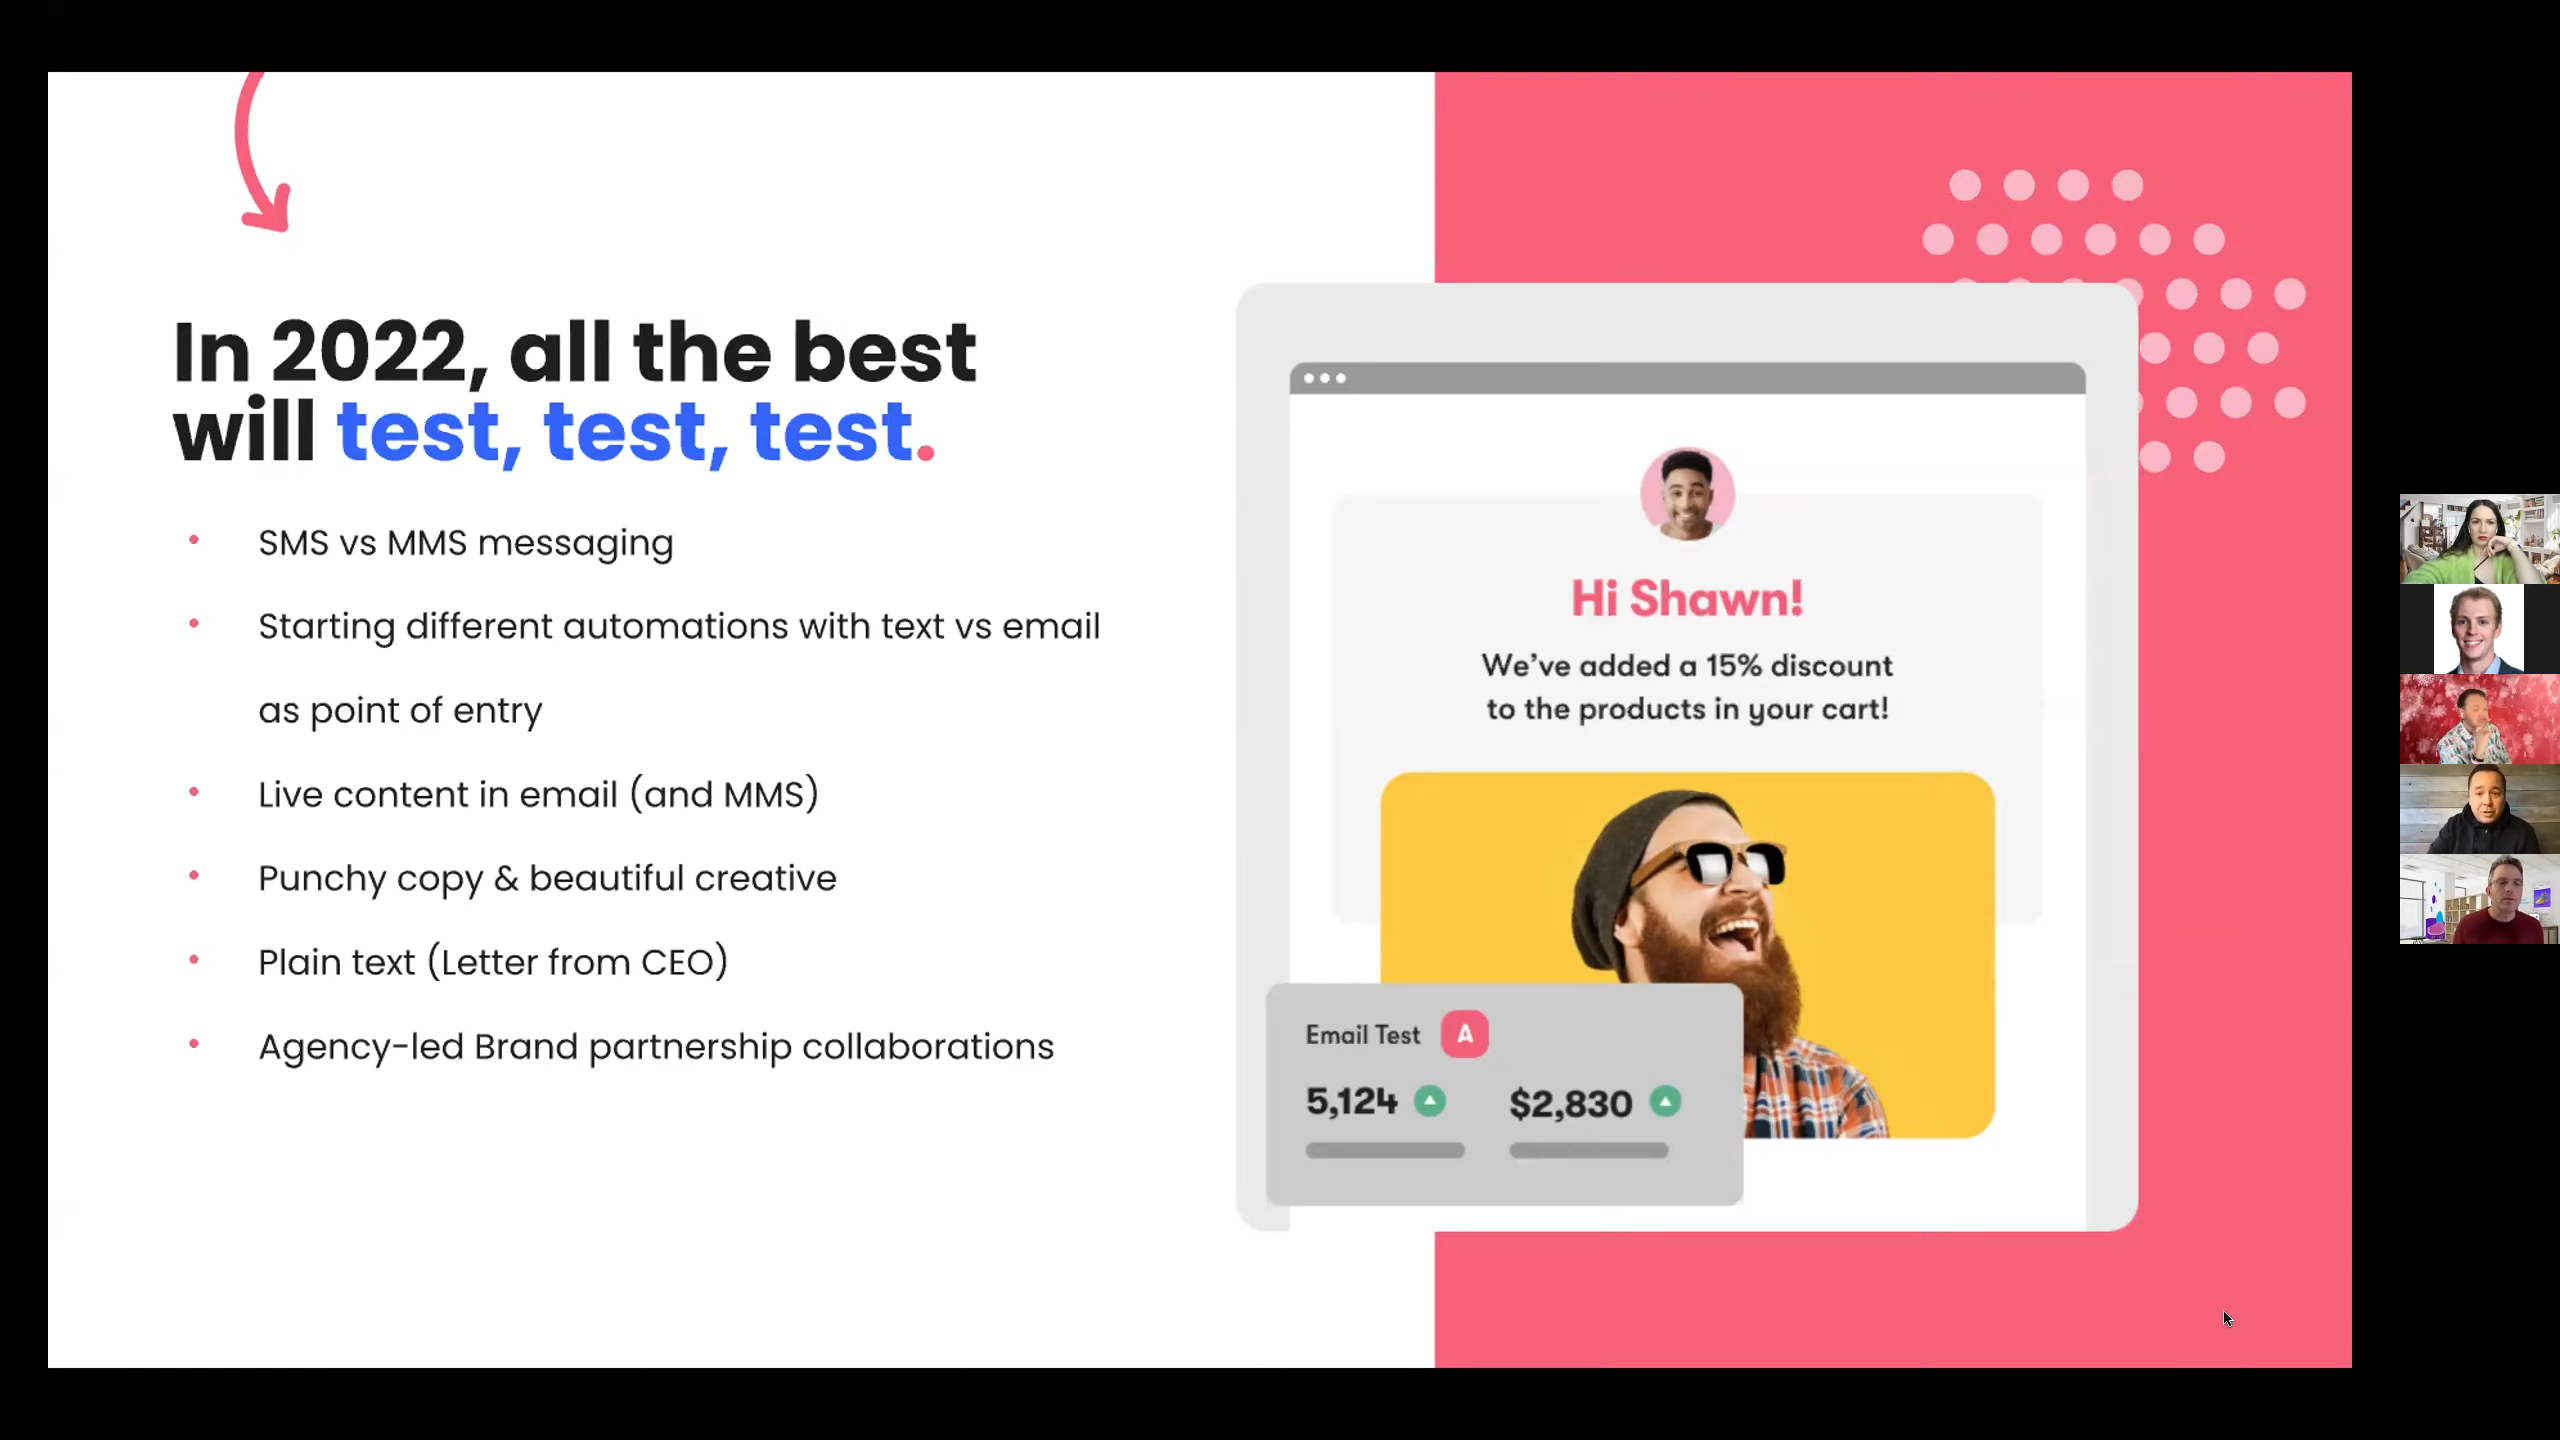 In 2022, all the best
will test, test, test.
• SMS vs MMS messaging
• Starting different automations with text vs email
as point of entry
• Live content in email (and MMS)
• Punchy copy & beautiful creative
• Plain text (Letter from CEO)
• Agency-led Brand partnership collaborations
Hi Shawn!
We've added a 15% discount
to the products in your cart!
Email Test A
5,124 $2,830